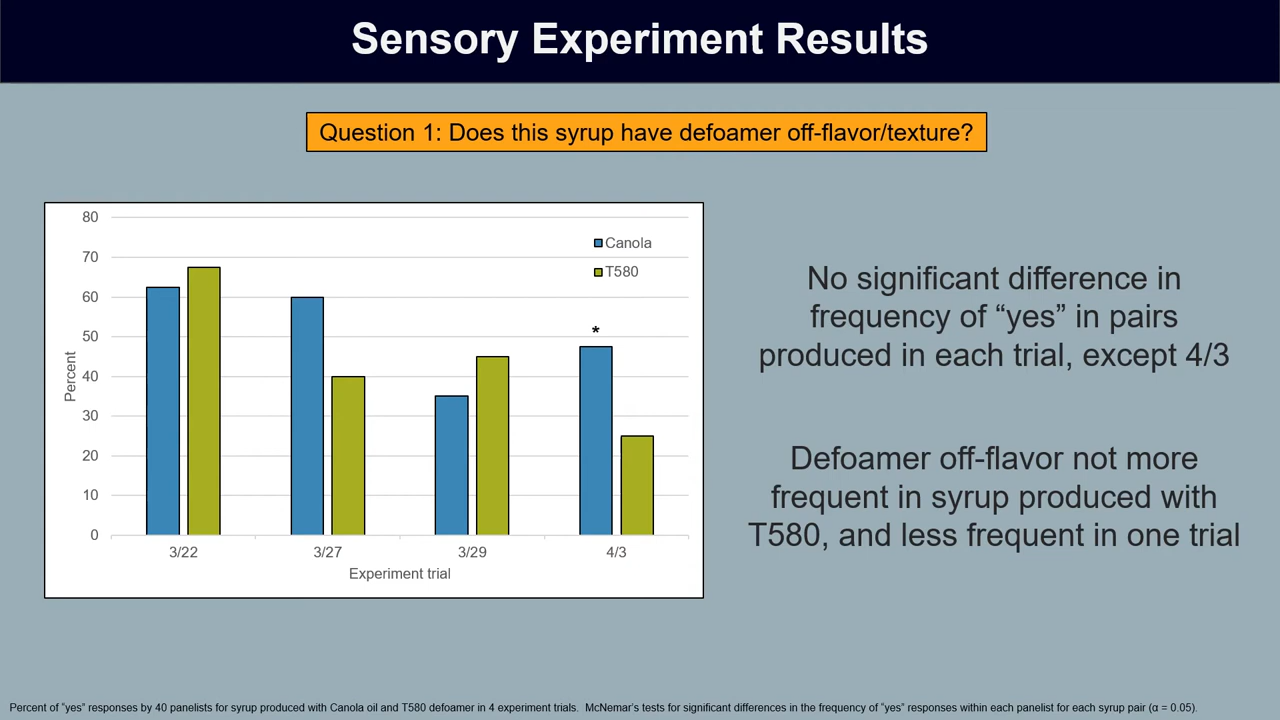 Sensory Experiment Results
Question 1: Does this syrup have defoamer off-flavor/texture?
80
70
60
50
40
30
20
10
0
Percent
Canola
T580
*
3/22
3/27
3/29
4/3
Experiment trial
No significant difference in
frequency of “yes” in pairs
produced in each trial, except 4/3
Defoamer off-flavor not more
frequent in syrup produced with
T580, and less frequent in one trial
Percent of “yes” responses by 40 panelists for syrup produced with Canola oil and T580 defoamer in 4 experiment trials.  McNemar’s tests for significant differences in the frequency of “yes” responses within each panelist for each syrup pair (α = 0.05).